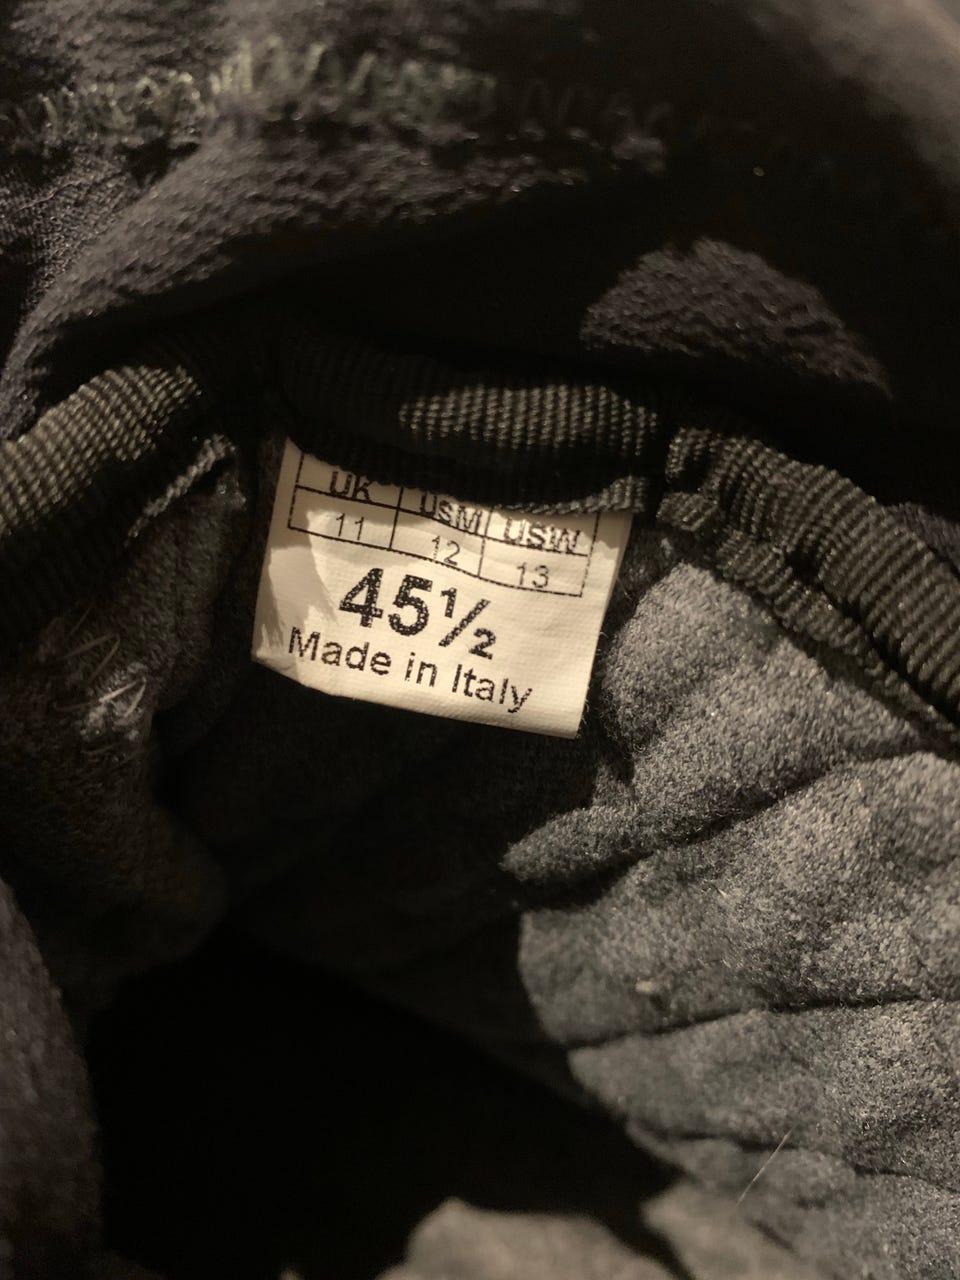 UK USM USW
11 12 13
45½
Made in Italy